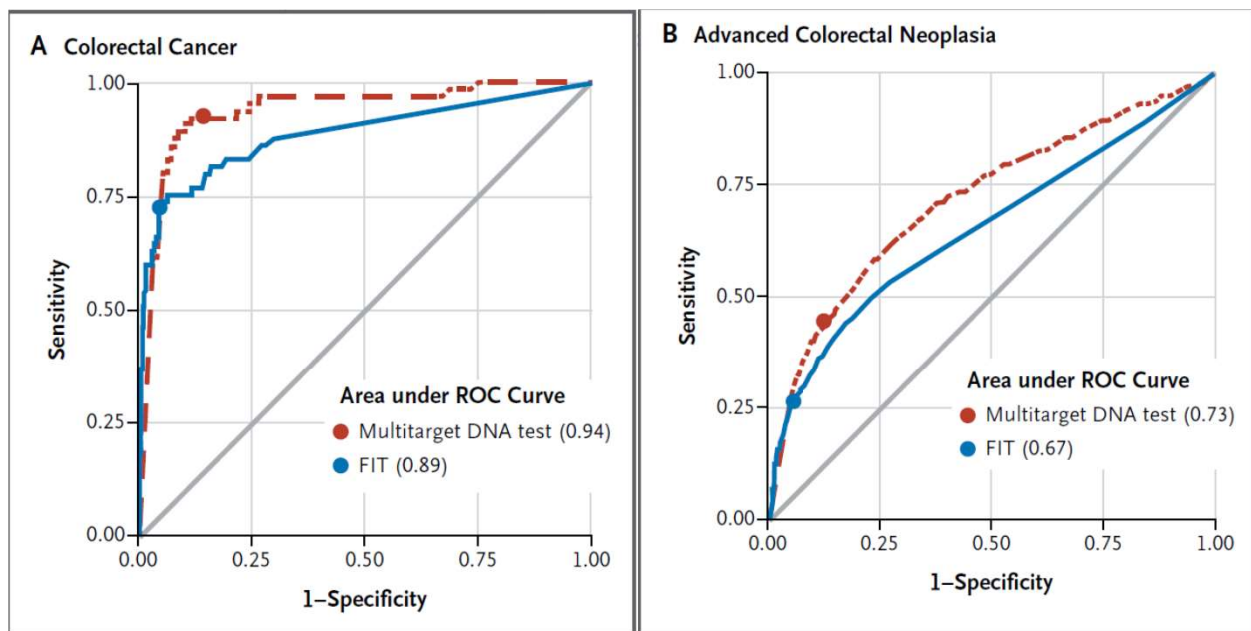 A Colorectal Cancer
1.00
0.75
0.50
0.25
0.00
Sensitivity
Area under ROC Curve
Multitarget DNA test (0.94)
FIT (0.89)
0.00 0.25 0.50 0.75 1.00
1–Specificity
B Advanced Colorectal Neoplasia
1.00
0.75
0.50
0.25
0.00
Sensitivity
Area under ROC Curve
Multitarget DNA test (0.73)
FIT (0.67)
0.00 0.25 0.50 0.75 1.00
1–Specificity